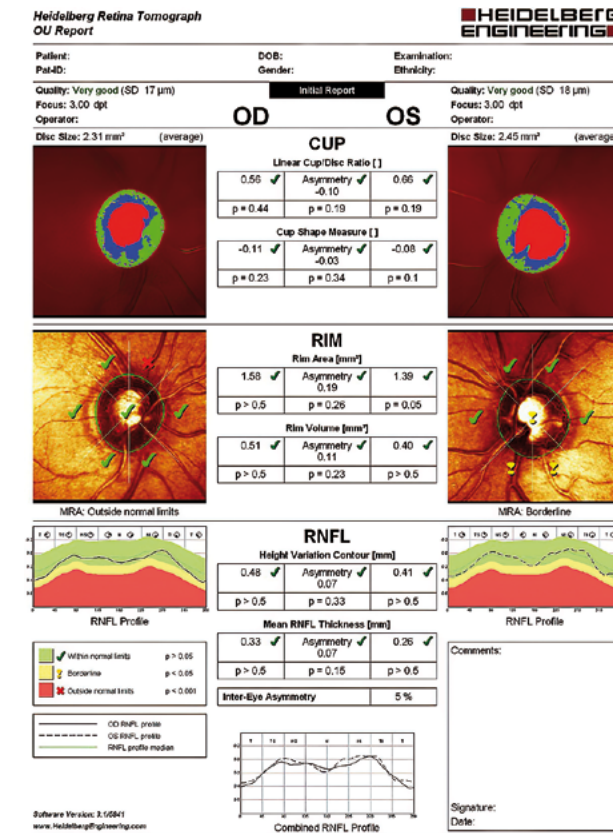 Heidelberg Retina Tomograph
OU Report
HEIDELBERG
ENGINEERING
Patient: DOB: Examination:
Pat-ID: Gender: Ethnicity:
Quality: Very good (SD 17 µm) Initial Report Quality: Very good (SD 18 µm)
Focus: 3.00 dpt Focus: 3.00 dpt
Operator: OD OS Operator:
Disc Size: 2.31 mm² (average) Disc Size: 2.45 mm² (average
CUP
Linear Cup/Disc Ratio [ ]
0.56 Asymmetry 0.66
-0.10
p = 0.44 p = 0.19 p = 0.19
Cup Shape Measure [ ]
-0.11 Asymmetry -0.08
-0.03
p = 0.23 p = 0.34 p = 0.1
RIM
Rim Area [mm²]
1.58 Asymmetry 1.39
0.19
p > 0.5 p = 0.26 p = 0.05
Rim Volume [mm³]
0.51 Asymmetry 0.40
0.11
p > 0.5 p = 0.23 p > 0.5
MRA: Outside normal limits MRA: Borderline
RNFL
Height Variation Contour [mm]
0.48 Asymmetry 0.41
0.07
p > 0.5 p = 0.33 p > 0.5
RNFL Profile RNFL Profile
Mean RNFL Thickness [mm]
0.33 Asymmetry 0.26
0.07
p > 0.5 p = 0.15 p > 0.5
Inter-Eye Asymmetry 5 %
Within normal limits p > 0.05
Borderline p < 0.05
Outside normal limits p < 0.001
OD RNFL profile
OS RNFL profile
RNFL profile median
Comments:
Signature:
Date:
Combined RNFL Profile
Software Version: 3.1/5841
www.HeidelbergEngineering.com